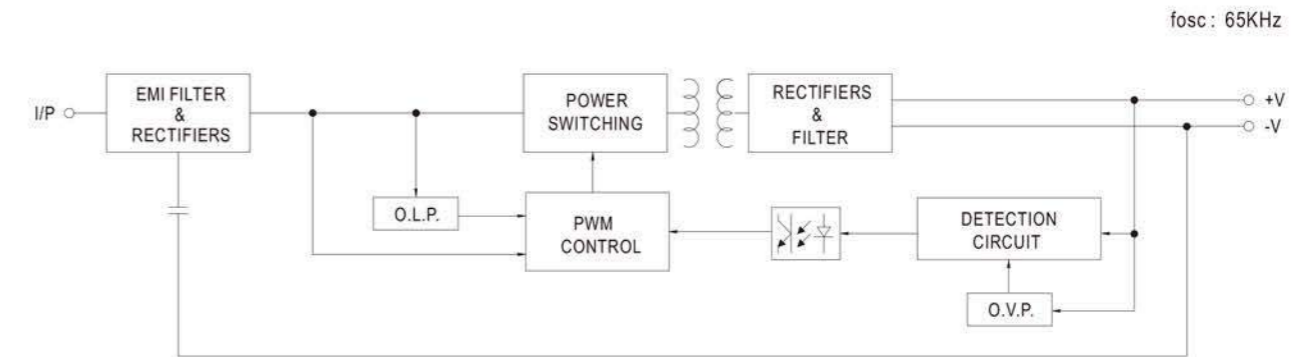 fosc : 65KHz
I/P
EMI FILTER
&
RECTIFIERS
POWER
SWITCHING
RECTIFIERS
&
FILTER
+V
-V
O.L.P.
PWM
CONTROL
DETECTION
CIRCUIT
O.V.P.